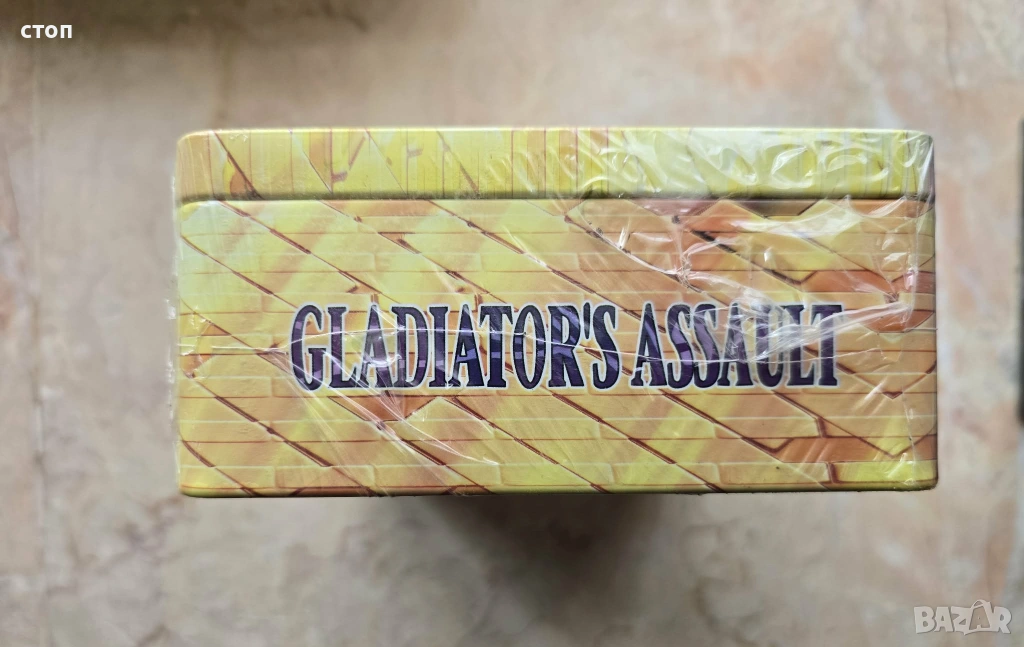 стоп
GLADIATOR'S ASSAULT
BAZAR